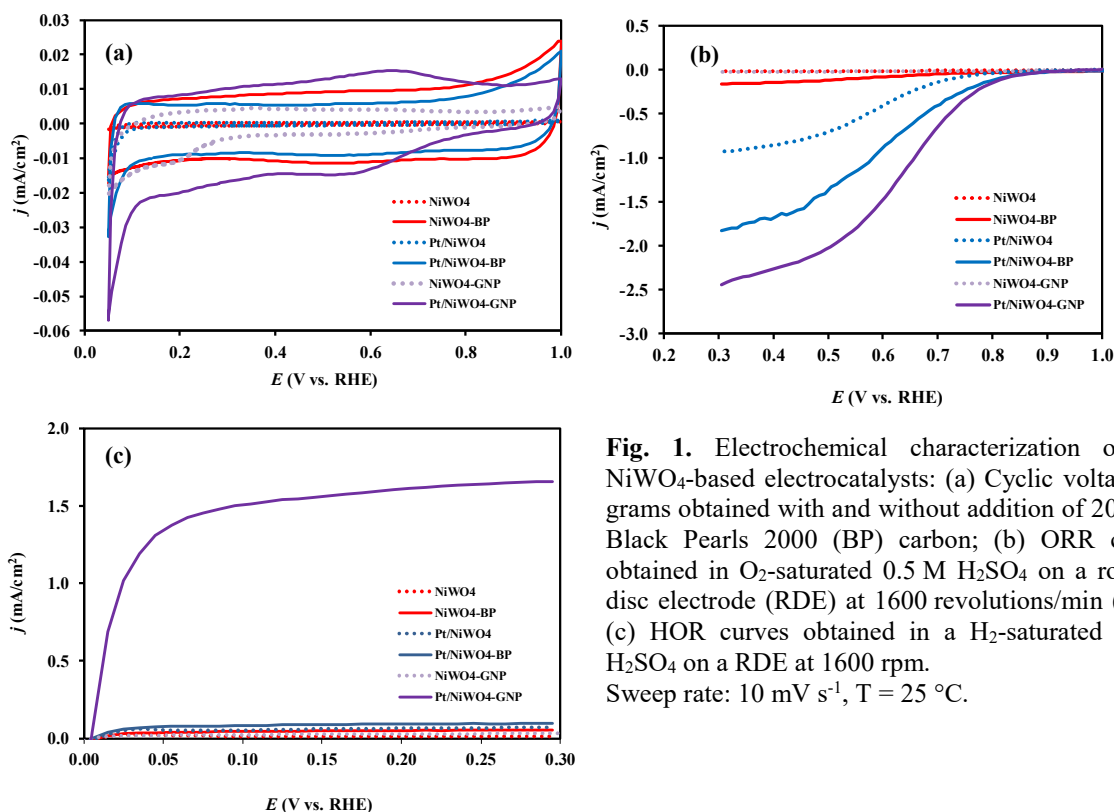 (a)
0.03
0.02
0.01
0.00
-0.01
-0.02
-0.03
-0.04
-0.05
-0.06
j (mA/cm²)
NiWO4
NiWO4-BP
Pt/NiWO4
Pt/NiWO4-BP
NiWO4-GNP
Pt/NiWO4-GNP
0.0 0.2 0.4 0.6 0.8 1.0
E (V vs. RHE)
(b)
0.0
-0.5
-1.0
-1.5
-2.0
-2.5
-3.0
j (mA/cm²)
NiWO4
NiWO4-BP
Pt/NiWO4
Pt/NiWO4-BP
NiWO4-GNP
Pt/NiWO4-GNP
0.2 0.3 0.4 0.5 0.6 0.7 0.8 0.9 1.0
E (V vs. RHE)
(c)
2.0
1.5
1.0
0.5
0.0
j (mA/cm²)
NiWO4
NiWO4-BP
Pt/NiWO4
Pt/NiWO4-BP
NiWO4-GNP
Pt/NiWO4-GNP
0.00 0.05 0.10 0.15 0.20 0.25 0.30
E (V vs. RHE)
Fig. 1. Electrochemical characterization o
NiWO₄-based electrocatalysts: (a) Cyclic volta
grams obtained with and without addition of 20
Black Pearls 2000 (BP) carbon; (b) ORR c
obtained in O₂-saturated 0.5 M H₂SO₄ on a ro
disc electrode (RDE) at 1600 revolutions/min (
(c) HOR curves obtained in a H₂-saturated
H₂SO₄ on a RDE at 1600 rpm.
Sweep rate: 10 mV s⁻¹, T = 25 °C.